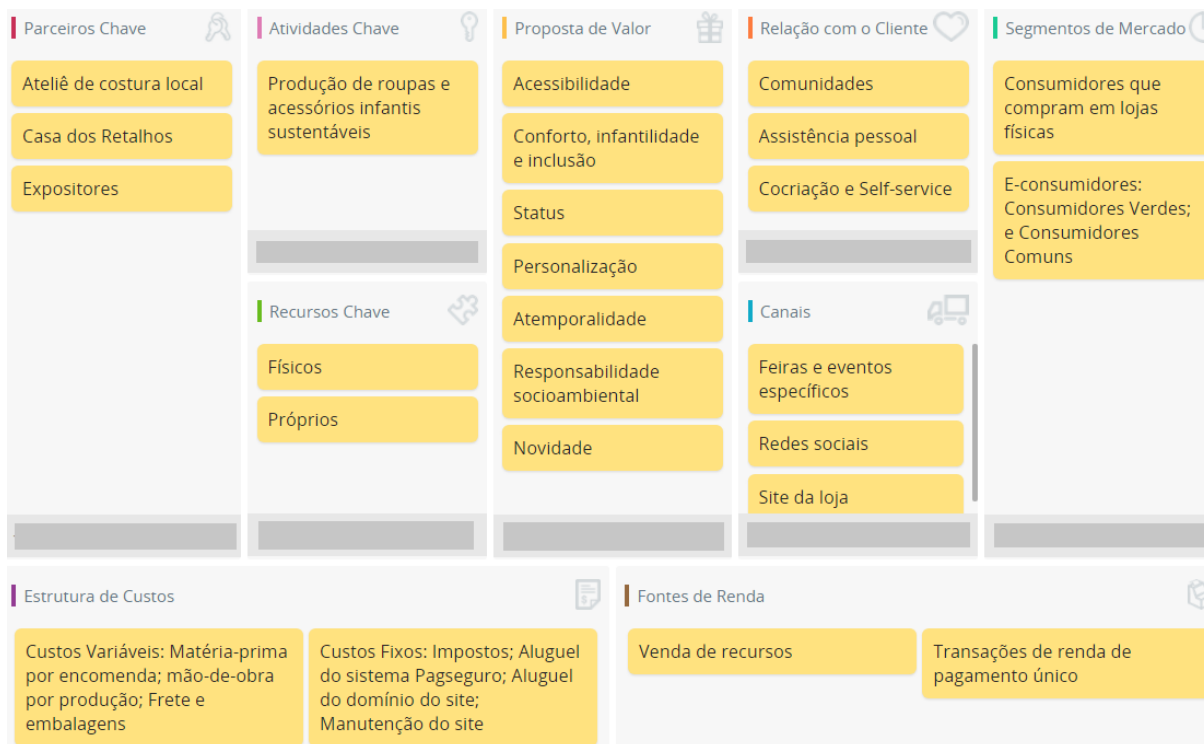 Parceiros Chave
Ateliê de costura local
Casa dos Retalhos
Expositores
Atividades Chave
Produção de roupas e
acessórios infantis
sustentáveis
Recursos Chave
Físicos
Próprios
Proposta de Valor
Acessibilidade
Conforto, infantilidade
e inclusão
Status
Personalização
Atemporalidade
Responsabilidade
socioambiental
Novidade
Relação com o Cliente
Comunidades
Assistência pessoal
Cocriação e Self-service
Canais
Feiras e eventos
específicos
Redes sociais
Site da loja
Segmentos de Mercado
Consumidores que
compram em lojas
físicas
E-consumidores:
Consumidores Verdes;
e Consumidores
Comuns
Estrutura de Custos
Custos Variáveis: Matéria-prima
por encomenda; mão-de-obra
por produção; Frete e
embalagens
Custos Fixos: Impostos; Aluguel
do sistema Pagseguro; Aluguel
do domínio do site;
Manutenção do site
Fontes de Renda
Venda de recursos
Transações de renda de
pagamento único